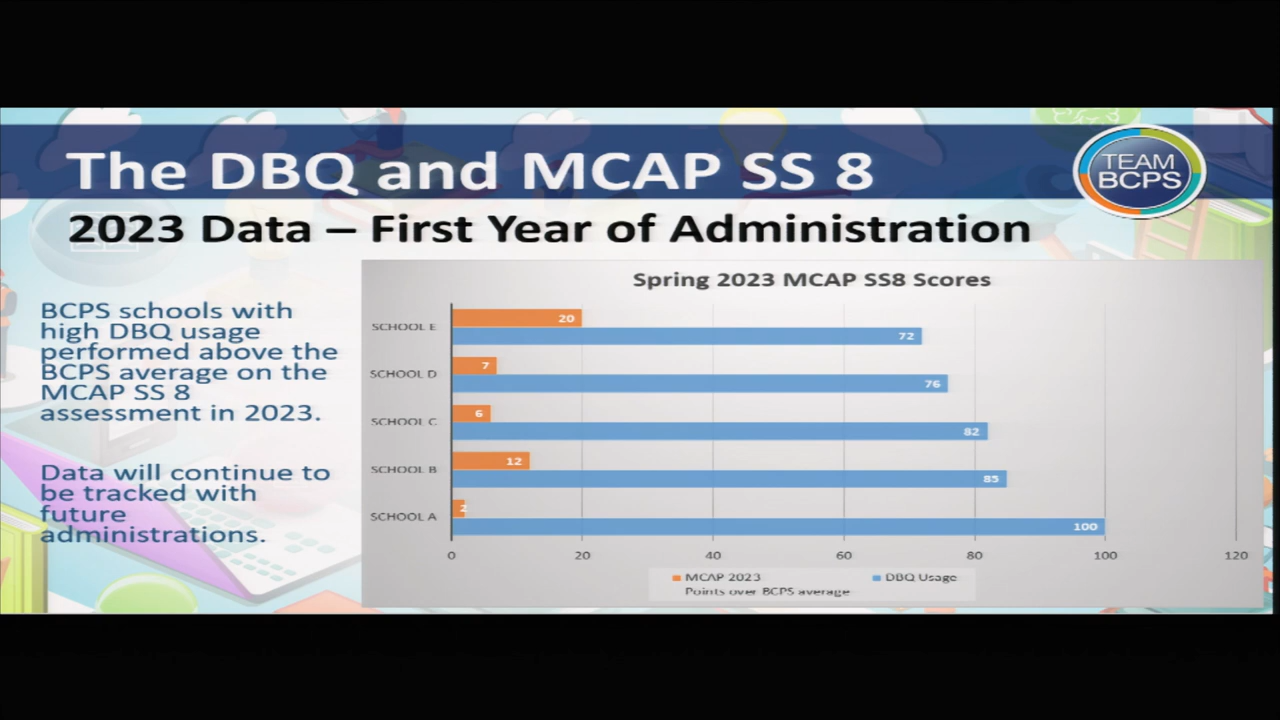 The DBQ and MCAP SS 8
TEAM
BCPS
2023 Data – First Year of Administration
BCPS schools with
high DBQ usage
performed above the
BCPS average on the
MCAP SS 8
assessment in 2023.
Data will continue to
be tracked with
future
administrations.
Spring 2023 MCAP SS8 Scores
SCHOOL E
20
72
SCHOOL D
7
76
SCHOOL C
6
82
SCHOOL B
12
85
SCHOOL A
2
100
0 20 40 60 80 100 120
MCAP 2023
Points over BCPS average
DBQ Usage